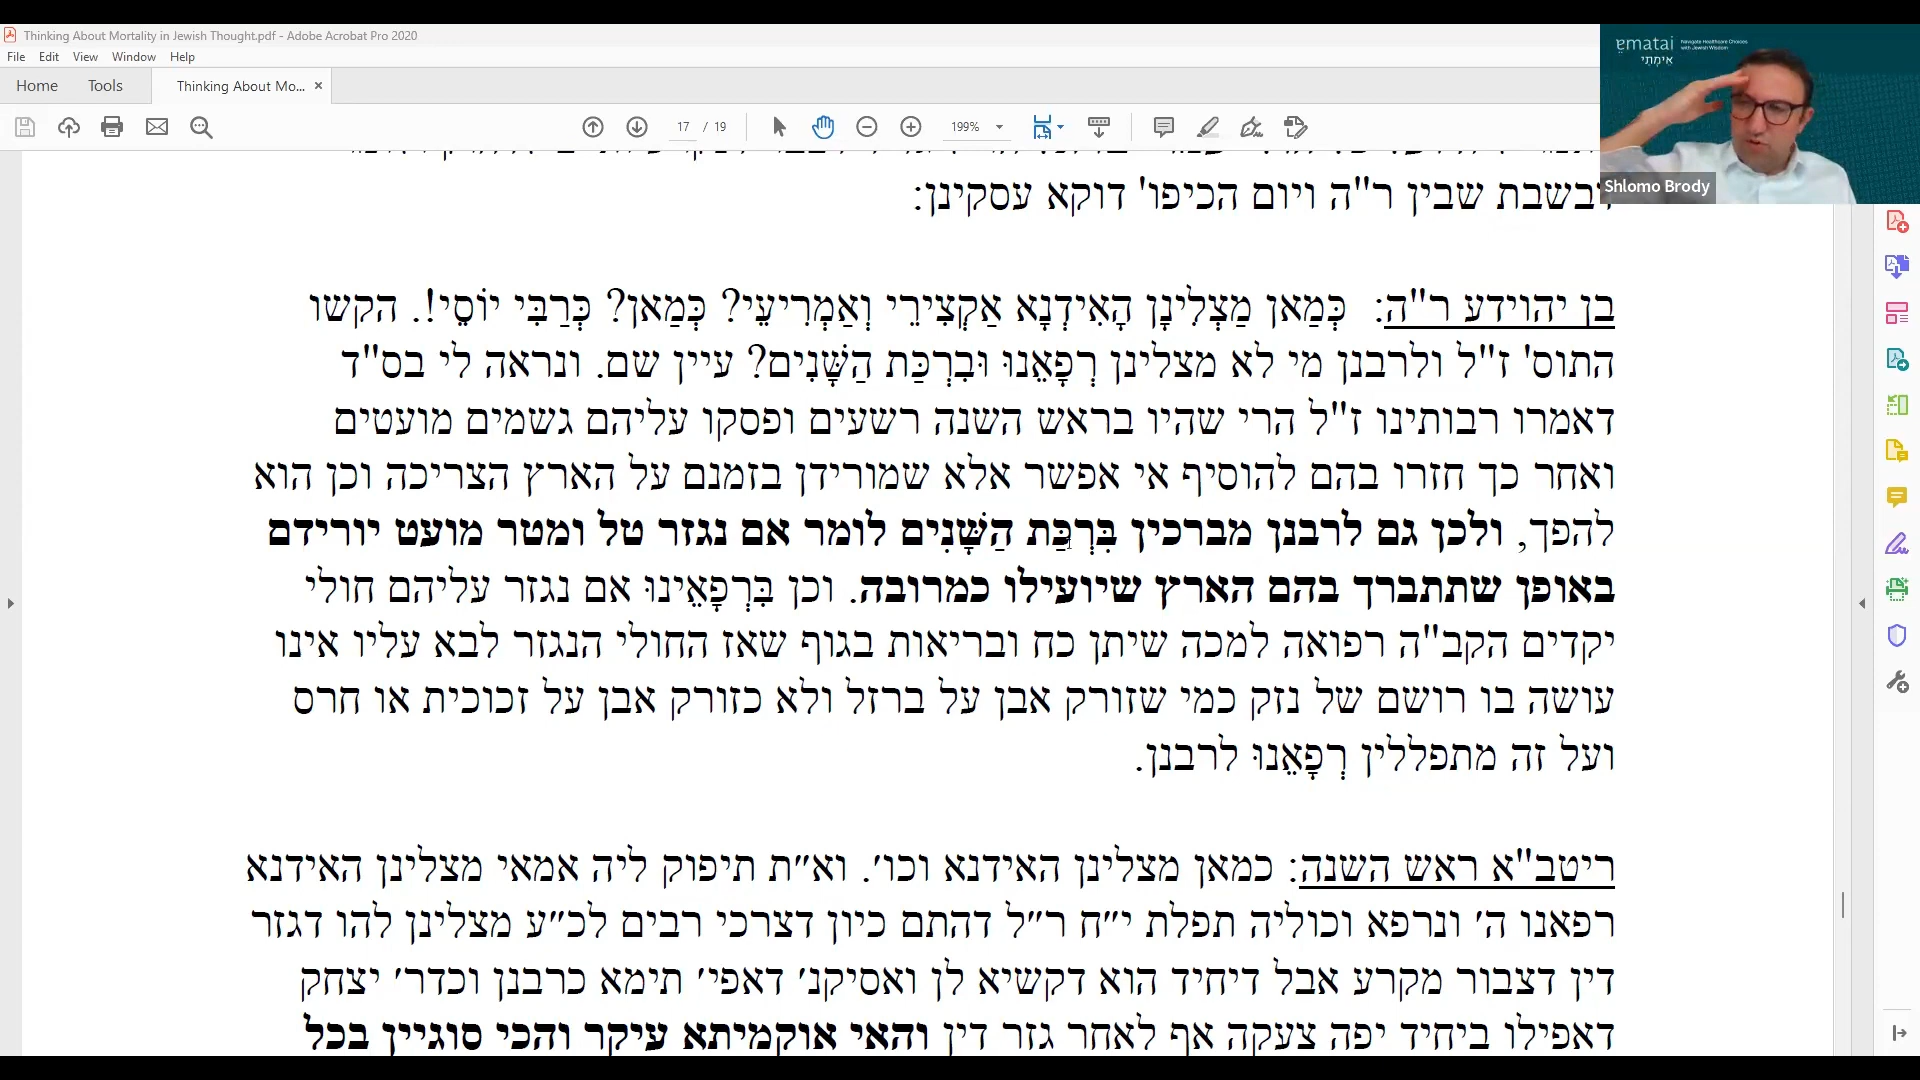 Thinking About Mortality in Jewish Thought.pdf - Adobe Acrobat Pro 2020
File Edit View Window Help
Home Tools Thinking About Mo... ×
17 / 19 199%
ematai Navigate Healthcare Choices with Jewish Wisdom
אֵימָתַי
Shlomo Brody
שבין ר"ה ויום הכיפו' דוקא עסקינן:
בן יהוידע ר"ה: כְּמַאן מַצְלִינָן הָאִידְנָא אַקְצִירֵי וְאַמְרִיעֵי? כְּמַאן? כְּרַבִּי יוֹסֵי!. הקשו
התוס' ז"ל ולרבנן מי לא מצלינן רְפָאֵנוּ וּבִרְכַּת הַשָּׁנִים? עיין שם. ונראה לי בס"ד
דאמרו רבותינו ז"ל הרי שהיו בראש השנה רשעים ופסקו עליהם גשמים מועטים
ואחר כך חזרו בהם להוסיף אי אפשר אלא שמורידן בזמנם על הארץ הצריכה וכן הוא
להפך, ולכן גם לרבנן מברכין בִּרְכַּת הַשָּׁנִים לומר אם נגזר טל ומטר מועט יורידם
באופן שתתברך בהם הארץ שיועילו כמרובה. וכן בִּרְפָאֵינוּ אם נגזר עליהם חולי
יקדים הקב"ה רפואה למכה שיתן כח ובריאות בגוף שאז החולי הנגזר לבא עליו אינו
עושה בו רושם של נזק כמי שזורק אבן על ברזל ולא כזורק אבן על זכוכית או חרס
ועל זה מתפללין רְפָאֵנוּ לרבנן.
ריטב"א ראש השנה: כמאן מצלינן האידנא וכו׳. וא״ת תיפוק ליה אמאי מצלינן האידנא
רפאנו ה׳ ונרפא וכוליה תפלת י״ח ר״ל דהתם כיון דצרכי רבים לכ״ע מצלינן להו דגזר
דין דצבור מקרע אבל דיחיד הוא דקשיא לן ואסיקנ׳ דאפי׳ תימא כרבנן וכדר׳ יצחק
דאפילו ביחיד יפה צעקה אף לאחר גזר דין והאי אוקמיתא עיקר והכי סוגיין בכל